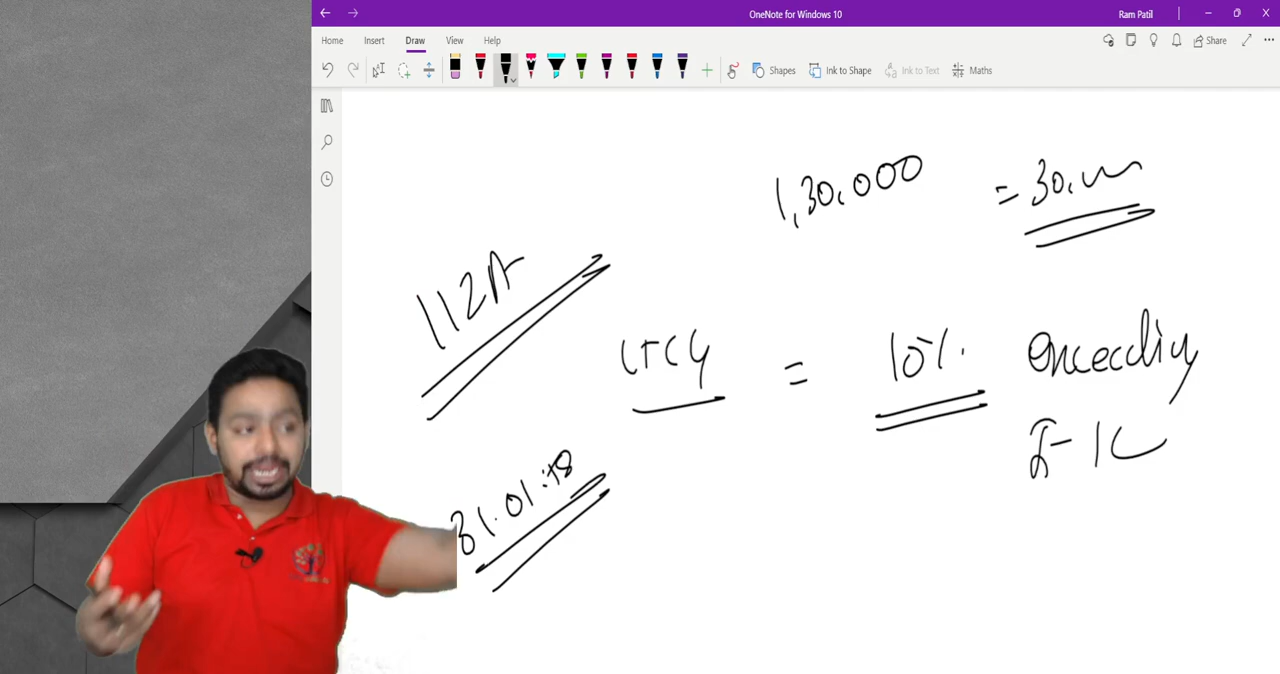 OneNote for Windows 10
Ram Patil
Home Insert Draw View Help
Share
Shapes Ink to Shape Ink to Text Maths
1,30,000 = 30,
112A
LTCG = 10% exceeding
1L
31.01.18